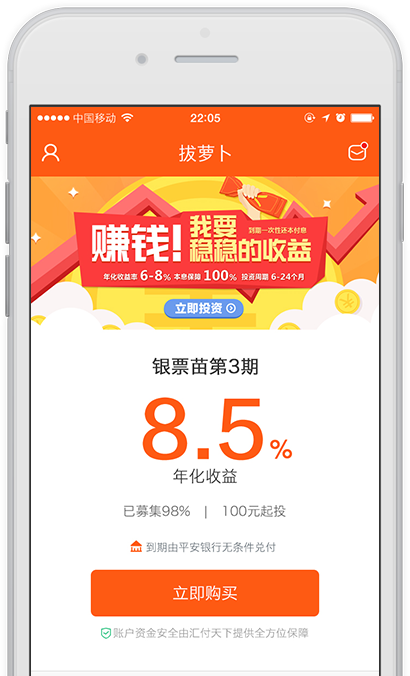 中国移动
22:05
拔萝卜
赚钱!
我要
稳稳的收益
到期一次性还本付息
年化收益率 6-8% 本息保障 100% 投资周期 6-24个月
立即投资
银票苗第3期
8.5%
年化收益
已募集98% | 100元起投
到期由平安银行无条件兑付
立即购买
账户资金安全由汇付天下提供全方位保障